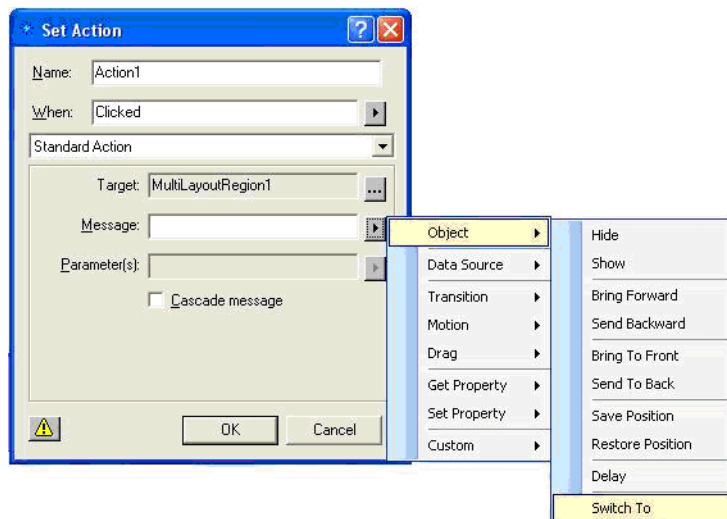 Set Action
Name: Action1
When: Clicked
Standard Action
Target: MultiLayoutRegion1
...
Message:
Parameter(s):
Cascade message
OK
Cancel
Object
Data Source
Transition
Motion
Drag
Get Property
Set Property
Custom
Hide
Show
Bring Forward
Send Backward
Bring To Front
Send To Back
Save Position
Restore Position
Delay
Switch To